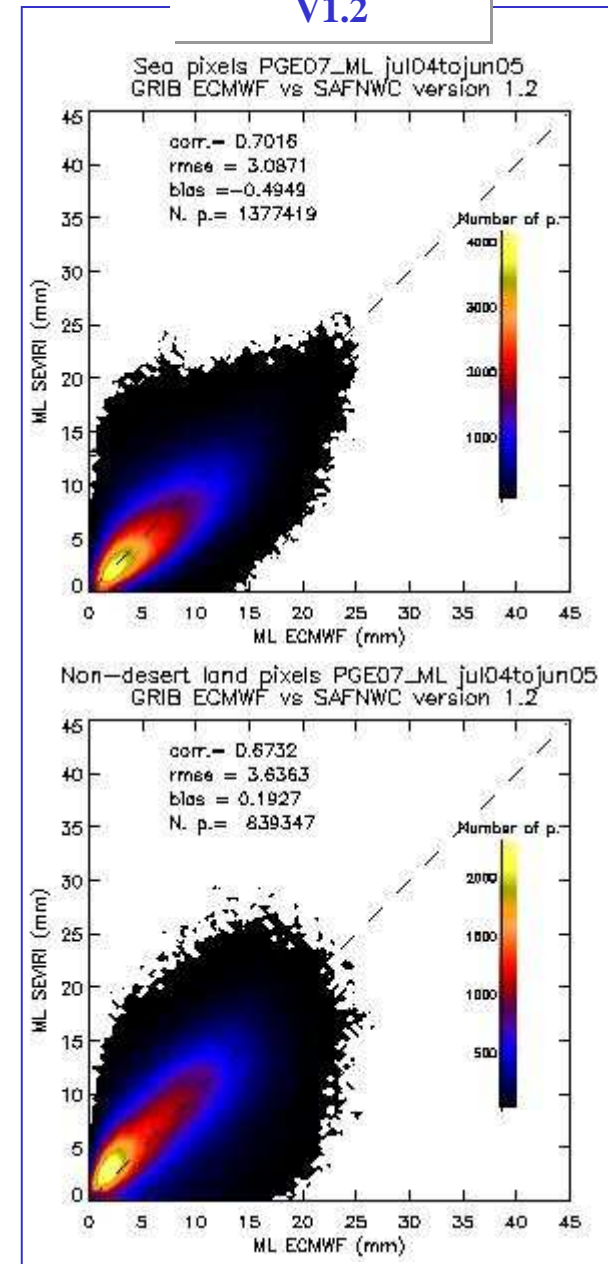 V1.2
Sea pixels PGE07_ML jul04tojun05
GRIB ECMWF vs SAFNWC version 1.2
45
40
35
30
25
20
15
10
5
0
ML SEVIRI (mm)
corr.= 0.7016
rmse = 3.0871
bias =-0.4949
N. p.= 1377419
Number of p.
4000
3000
2000
1000
0 5 10 15 20 25 30 35 40 45
ML ECMWF (mm)
Non-desert land pixels PGE07_ML jul04tojun05
GRIB ECMWF vs SAFNWC version 1.2
45
40
35
30
25
20
15
10
5
0
ML SEVIRI (mm)
corr.= 0.6732
rmse = 3.6363
bias = 0.1927
N. p.= 839347
Number of p.
2000
1500
1000
500
0 5 10 15 20 25 30 35 40 45
ML ECMWF (mm)